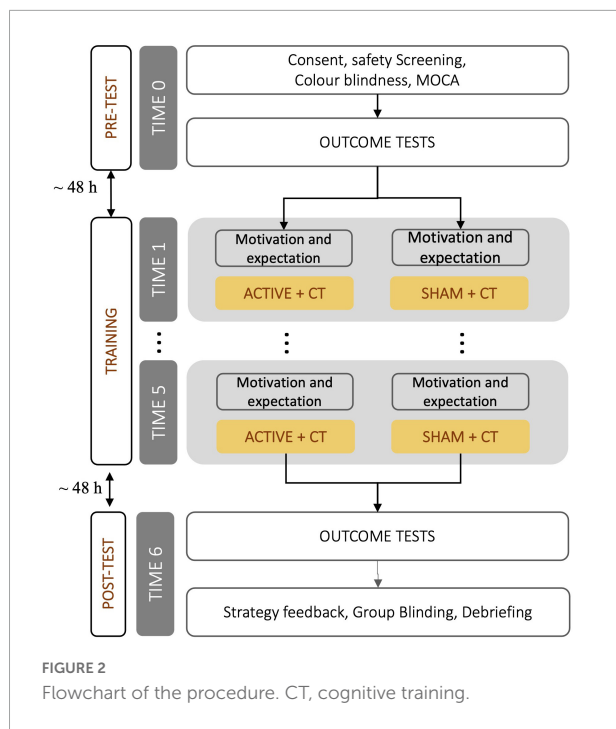 PRE-TEST
TIME 0
Consent, safety Screening,
Colour blindness, MOCA
OUTCOME TESTS
~ 48 h
TRAINING
TIME 1
Motivation and
expectation
ACTIVE + CT
Motivation and
expectation
SHAM + CT
TIME 5
Motivation and
expectation
ACTIVE + CT
Motivation and
expectation
SHAM + CT
~ 48 h
POST-TEST
TIME 6
OUTCOME TESTS
Strategy feedback, Group Blinding, Debriefing
FIGURE 2
Flowchart of the procedure. CT, cognitive training.